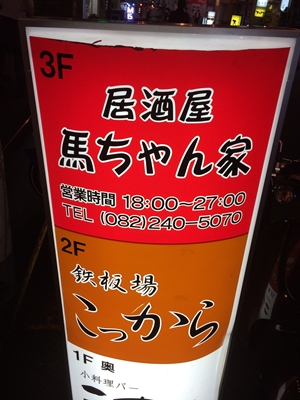 3F
居酒屋
馬ちゃん家
営業時間 18:00〜27:00
TEL (082)240-5070
2F
鉄板場
こっから
1F 奥
小料理バー